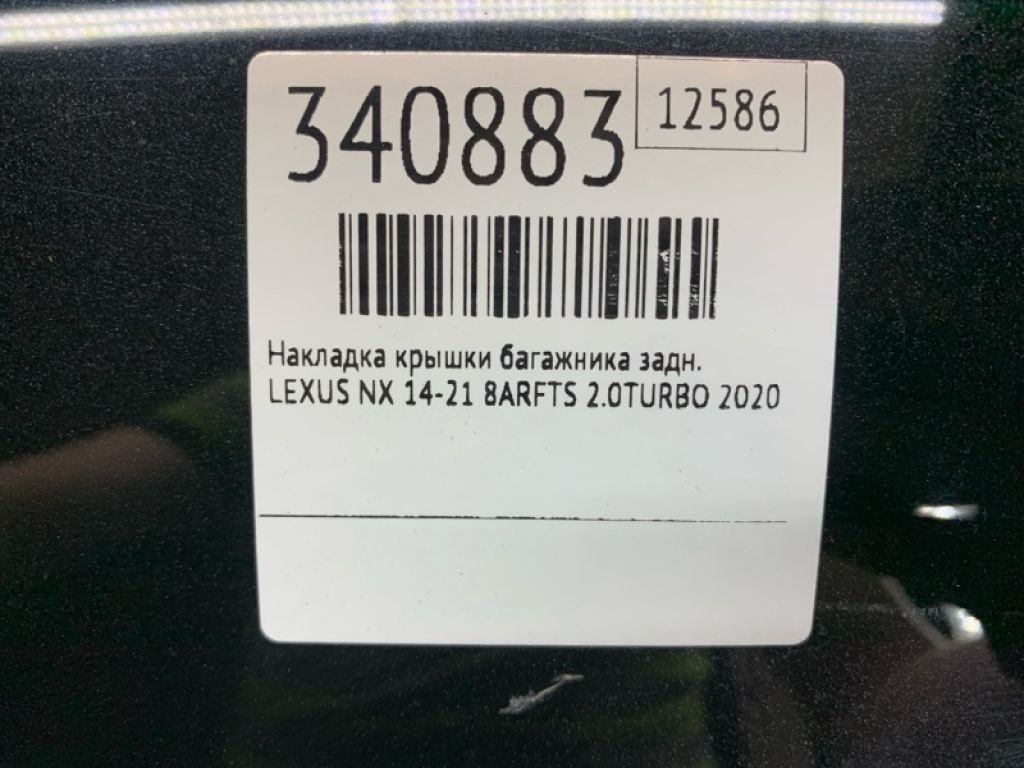 340883
12586
Накладка крышки багажника задн.
LEXUS NX 14-21 8ARFTS 2.0TURBO 2020